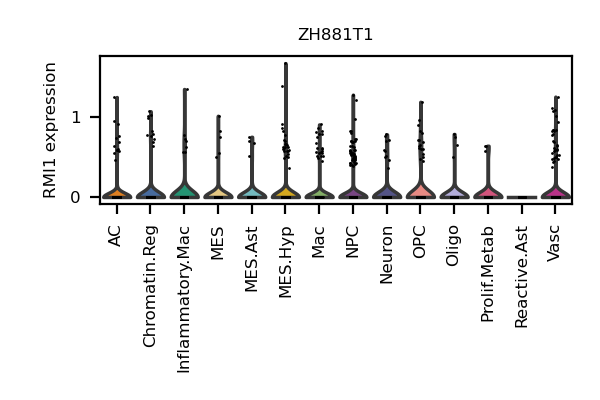 ZH881T1
RMI1 expression
1
0
AC
Chromatin.Reg
Inflammatory.Mac
MES
MES.Ast
MES.Hyp
Mac
NPC
Neuron
OPC
Oligo
Prolif.Metab
Reactive.Ast
Vasc